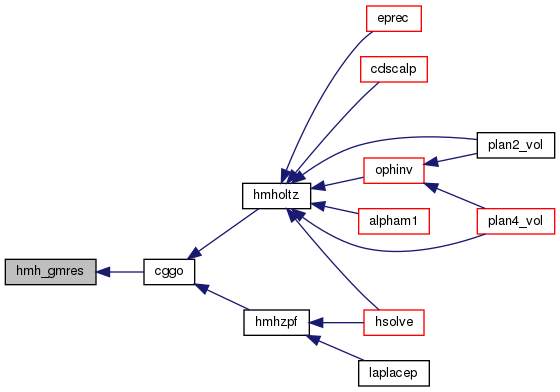 eprec
cdscalp
plan2_vol
ophinv
hmholtz
alpham1
plan4_vol
hmh_gmres
cggo
hmhzpf
hsolve
laplacep